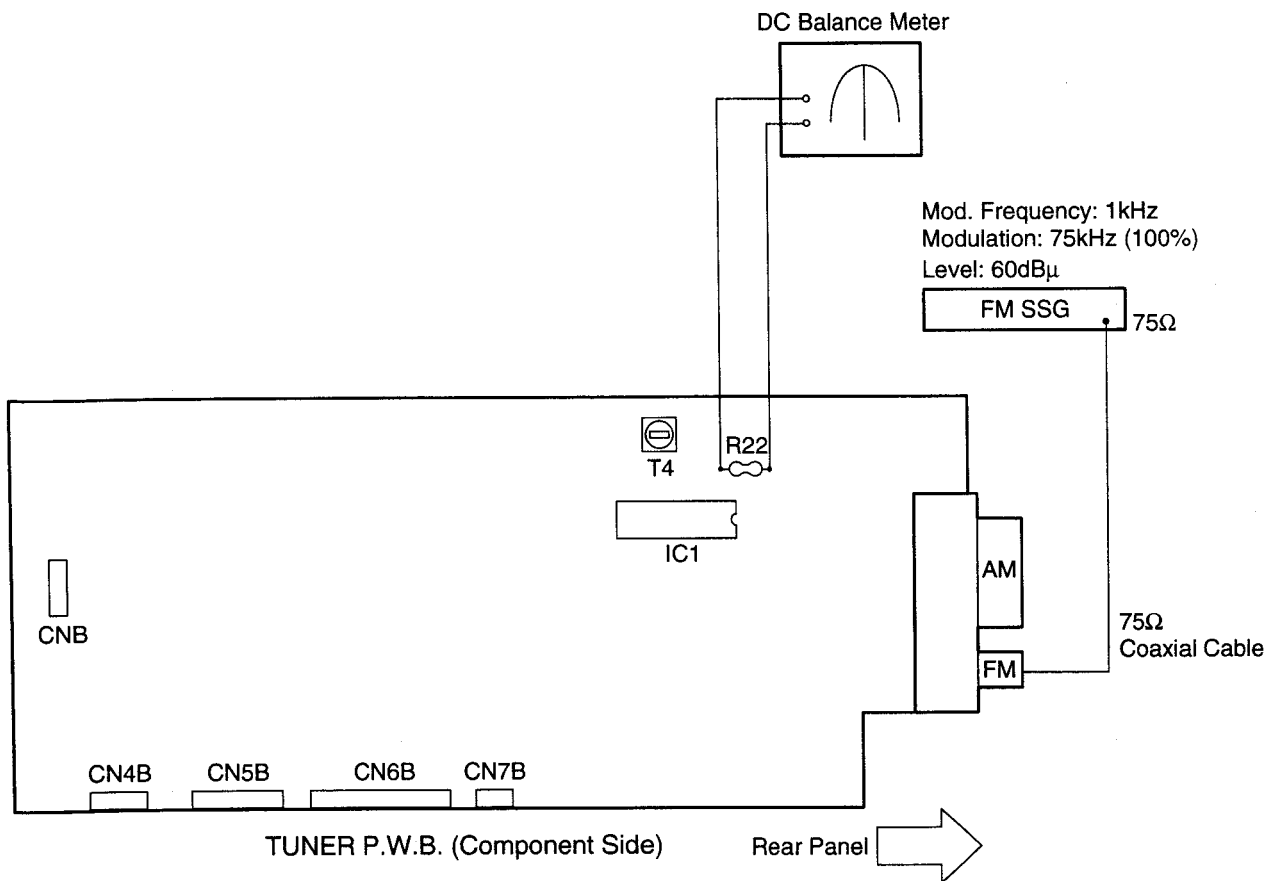 DC Balance Meter
Mod. Frequency: 1kHz
Modulation: 75kHz (100%)
Level: 60dBμ
FM SSG
75Ω
T4
R22
IC1
CNB
AM
FM
75Ω
Coaxial Cable
CN4B
CN5B
CN6B
CN7B
TUNER P.W.B. (Component Side)
Rear Panel